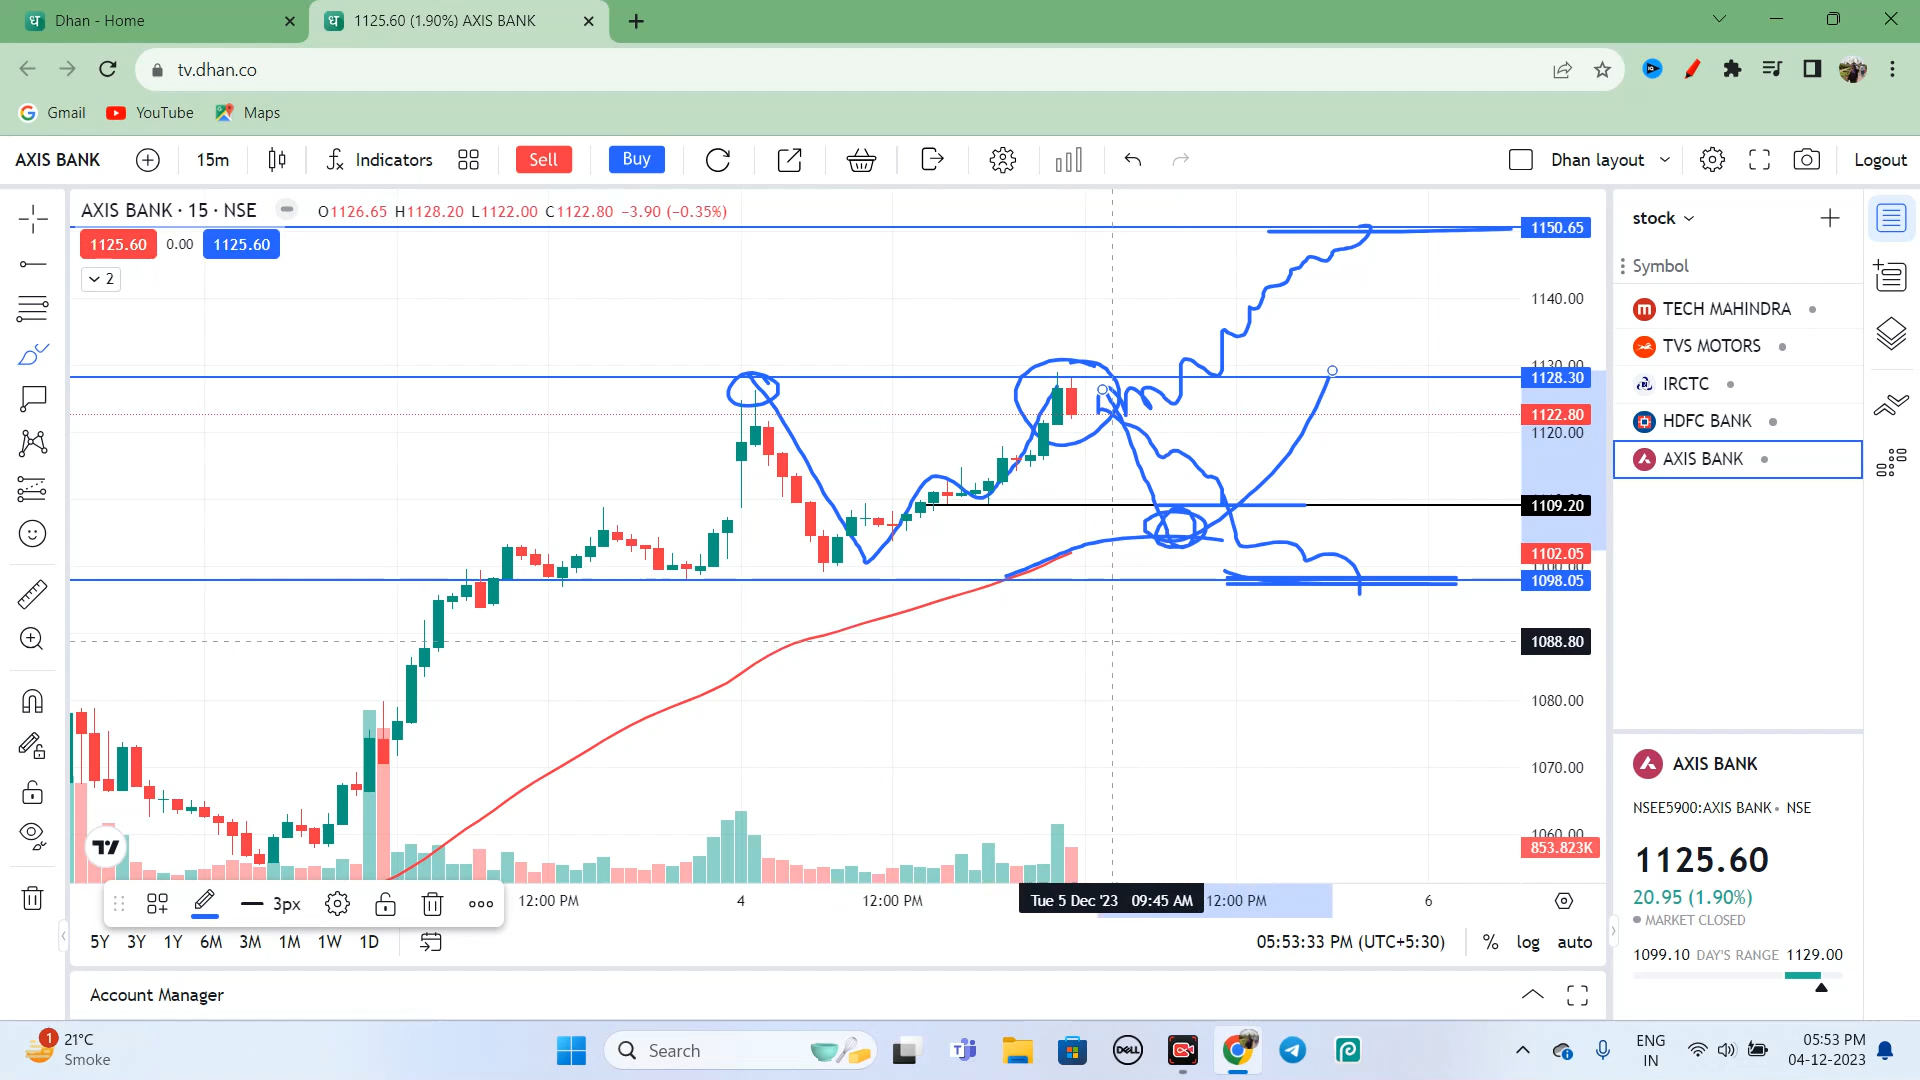 Dhan - Home
1125.60 (1.90%) AXIS BANK
tv.dhan.co
Gmail YouTube Maps
AXIS BANK 15m Indicators Sell Buy Dhan layout Logout
AXIS BANK · 15 · NSE O1126.65 H1128.20 L1122.00 C1122.80 −3.90 (−0.35%)
1125.60 0.00 1125.60
2
1150.65
1140.00
1130.00
1128.30
1122.80
1120.00
1109.20
1102.05
1100.00
1098.05
1088.80
1080.00
1070.00
1060.00
853.823K
12:00 PM 4 12:00 PM Tue 5 Dec '23 09:45 AM 12:00 PM 6
3px
5Y 3Y 1Y 6M 3M 1M 1W 1D 05:53:33 PM (UTC+5:30) % log auto
Account Manager
stock
Symbol
TECH MAHINDRA
TVS MOTORS
IRCTC
HDFC BANK
AXIS BANK
AXIS BANK
NSEE5900:AXIS BANK • NSE
1125.60
20.95 (1.90%)
MARKET CLOSED
1099.10 DAY'S RANGE 1129.00
1
21°C
Smoke
Search
DELL
ENG
IN
05:53 PM
04-12-2023